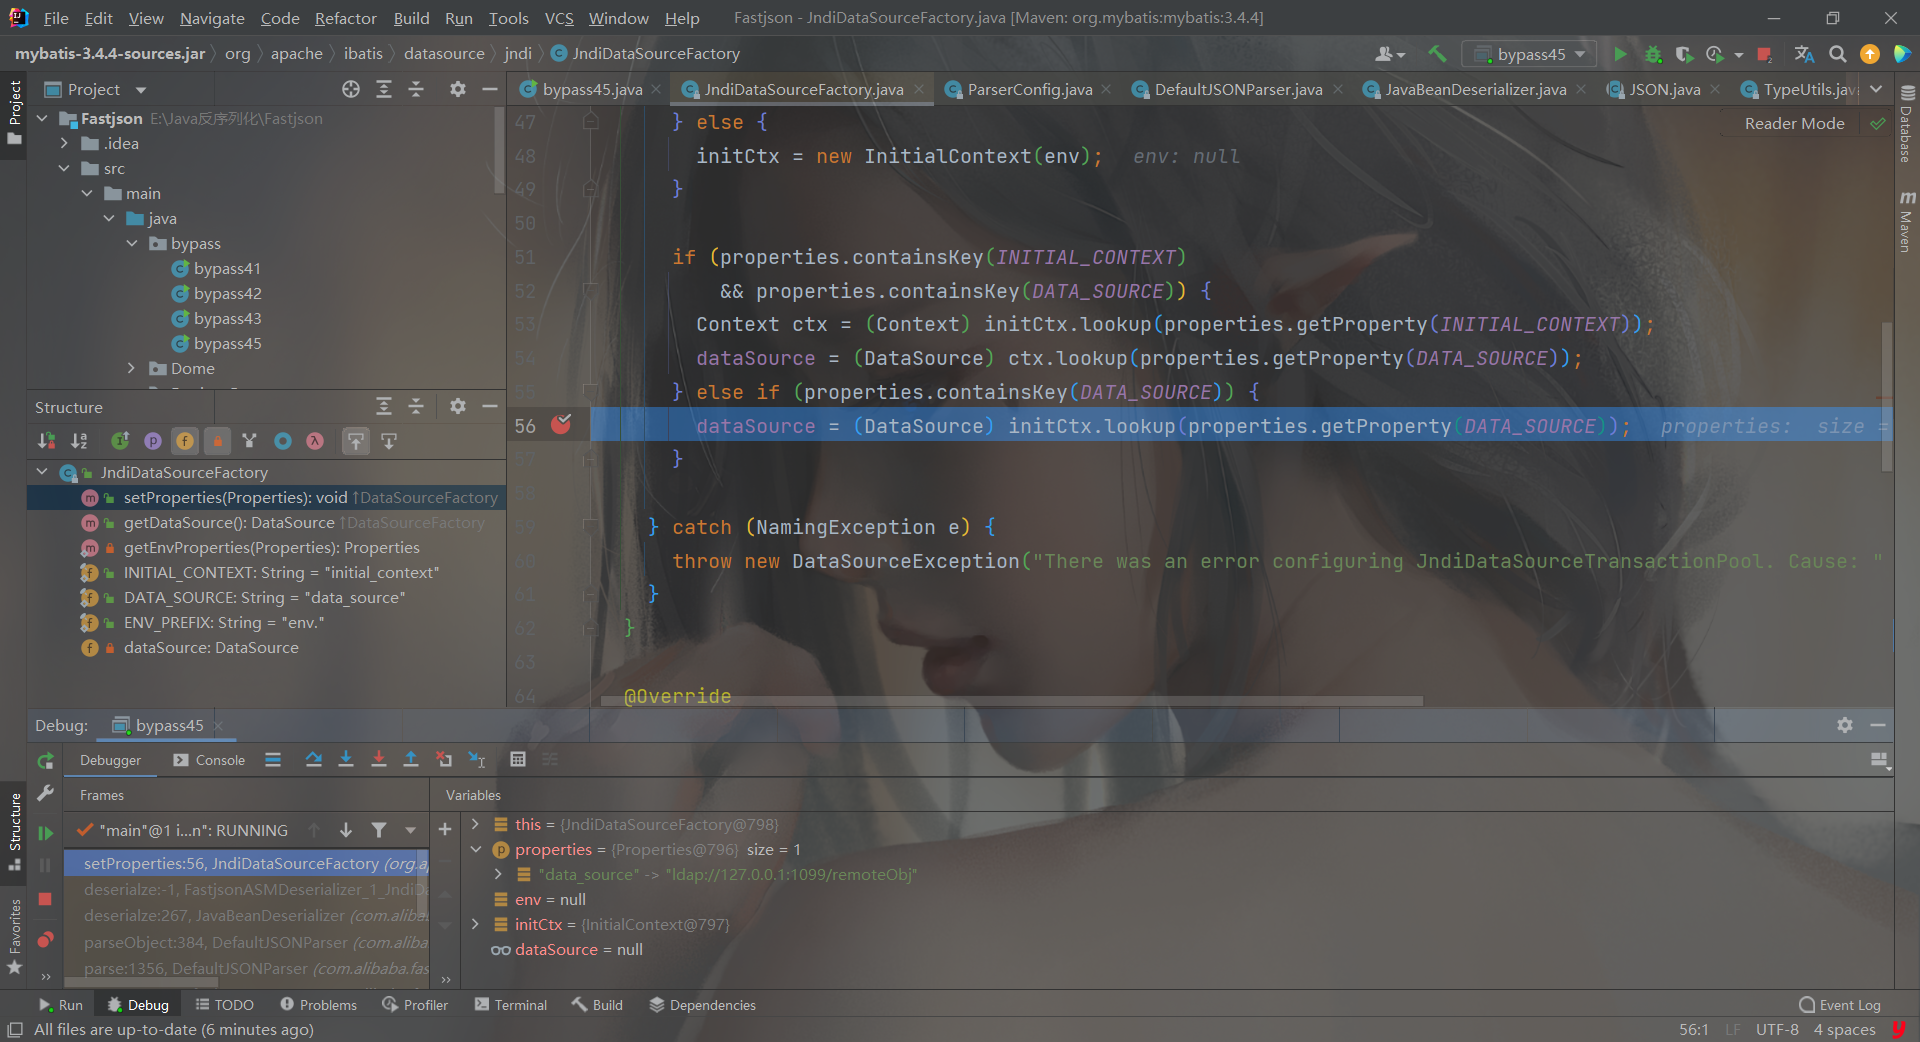 File Edit View Navigate Code Refactor Build Run Tools VCS Window Help Fastjson - JndiDataSourceFactory.java [Maven: org.mybatis:mybatis:3.4.4]
mybatis-3.4.4-sources.jar org apache ibatis datasource jndi JndiDataSourceFactory bypass45
Project
bypass45.java JndiDataSourceFactory.java ParserConfig.java DefaultJSONParser.java JavaBeanDeserializer.java JSON.java TypeUtils.java
Reader Mode
Fastjson E:\Java反序列化\Fastjson
.idea
src
main
java
bypass
bypass41
bypass42
bypass43
bypass45
Dome
47 } else {
48 initCtx = new InitialContext(env); env: null
49 }
50
51 if (properties.containsKey(INITIAL_CONTEXT)
52 && properties.containsKey(DATA_SOURCE)) {
53 Context ctx = (Context) initCtx.lookup(properties.getProperty(INITIAL_CONTEXT));
54 dataSource = (DataSource) ctx.lookup(properties.getProperty(DATA_SOURCE));
55 } else if (properties.containsKey(DATA_SOURCE)) {
56 dataSource = (DataSource) initCtx.lookup(properties.getProperty(DATA_SOURCE)); properties: size =
57 }
58
59 } catch (NamingException e) {
60 throw new DataSourceException("There was an error configuring JndiDataSourceTransactionPool. Cause: "
61 }
62 }
63
64 @Override
Structure
JndiDataSourceFactory
setProperties(Properties): void ↑DataSourceFactory
getDataSource(): DataSource ↑DataSourceFactory
getEnvProperties(Properties): Properties
INITIAL_CONTEXT: String = "initial_context"
DATA_SOURCE: String = "data_source"
ENV_PREFIX: String = "env."
dataSource: DataSource
Project
Structure
Favorites
Database
Maven
Debug: bypass45
Debugger Console
Frames
"main"@1 i...n": RUNNING
setProperties:56, JndiDataSourceFactory (org.a
deserialze:-1, FastjsonASMDeserializer_1_JndiDa
deserialze:267, JavaBeanDeserializer (com.aliba
parseObject:384, DefaultJSONParser (com.aliba
parse:1356, DefaultJSONParser (com.alibaba.fas
Variables
this = {JndiDataSourceFactory@798}
properties = {Properties@796} size = 1
"data_source" -> "ldap://127.0.0.1:1099/remoteObj"
env = null
initCtx = {InitialContext@797}
dataSource = null
Run Debug TODO Problems Profiler Terminal Build Dependencies Event Log
All files are up-to-date (6 minutes ago) 56:1 LF UTF-8 4 spaces